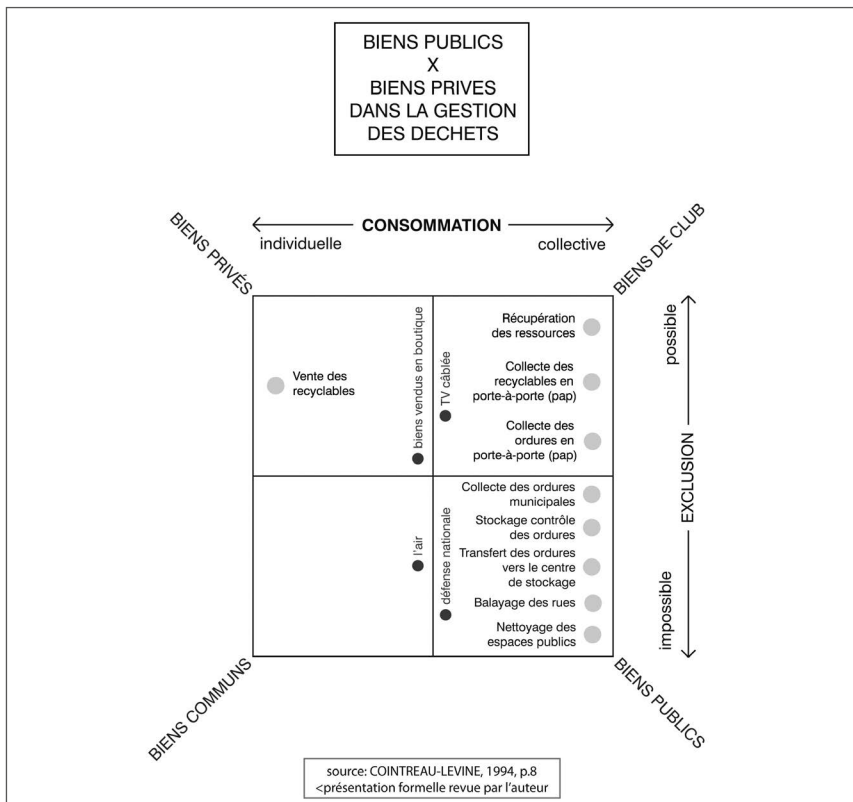 BIENS PUBLICS
X
BIENS PRIVES
DANS LA GESTION
DES DECHETS
BIENS PRIVÉS
CONSOMMATION
individuelle
collective
BIENS DE CLUB
Vente des
recyclables
biens vendus en boutique
TV câblée
Récupération
des ressources
Collecte des
recyclables en
porte-à-porte (pap)
Collecte des
ordures en
porte-à-porte (pap)
possible
EXCLUSION
impossible
l'air
défense nationale
Collecte des ordures
municipales
Stockage contrôle
des ordures
Transfert des ordures
vers le centre
de stockage
Balayage des rues
Nettoyage des
espaces publics
BIENS COMMUNS
BIENS PUBLICS
source: COINTREAU-LEVINE, 1994, p.8
<présentation formelle revue par l'auteur